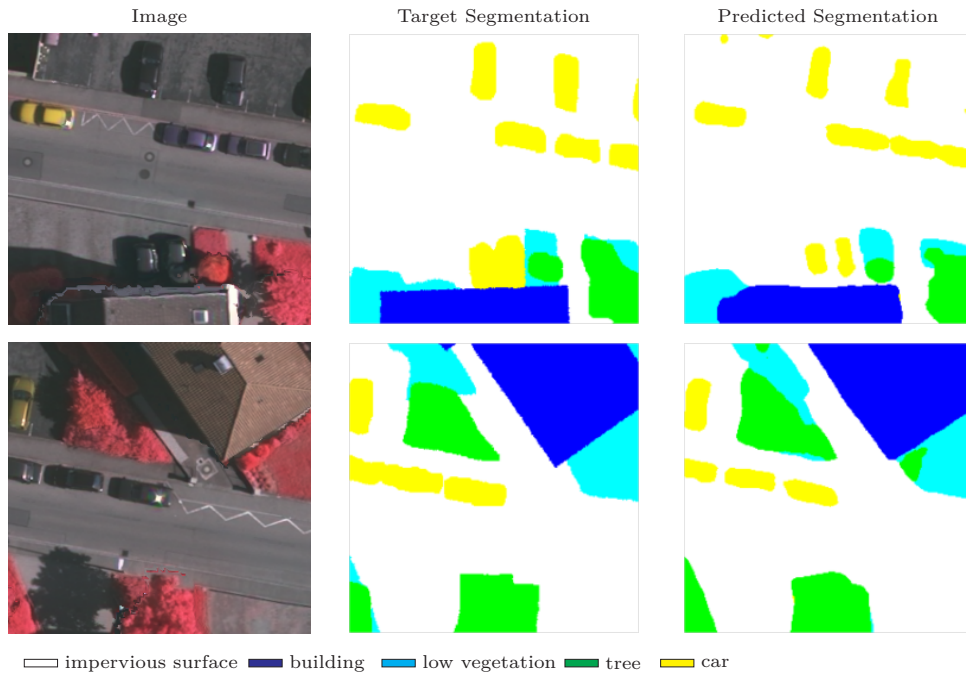 Image Target Segmentation Predicted Segmentation
impervious surface building low vegetation tree car